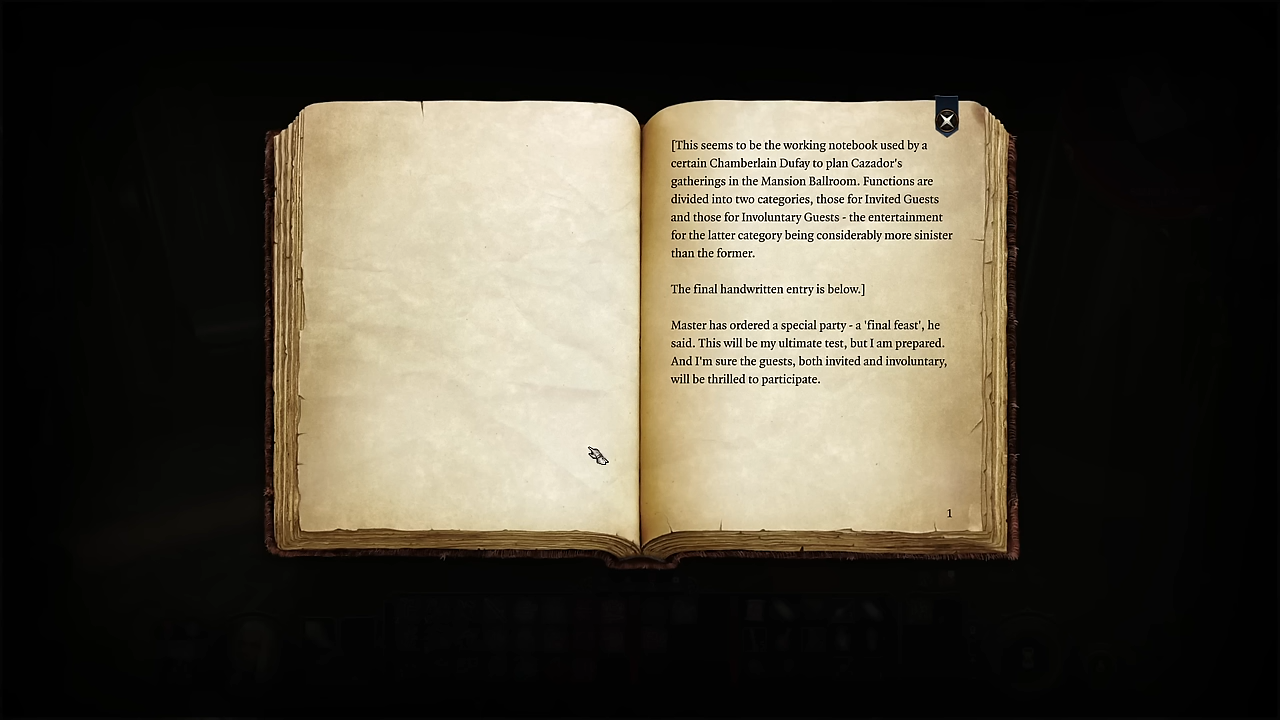 [This seems to be the working notebook used by a
certain Chamberlain Dufay to plan Cazador's
gatherings in the Mansion Ballroom. Functions are
divided into two categories, those for Invited Guests
and those for Involuntary Guests - the entertainment
for the latter category being considerably more sinister
than the former.
The final handwritten entry is below.]
Master has ordered a special party - a 'final feast', he
said. This will be my ultimate test, but I am prepared.
And I'm sure the guests, both invited and involuntary,
will be thrilled to participate.
1